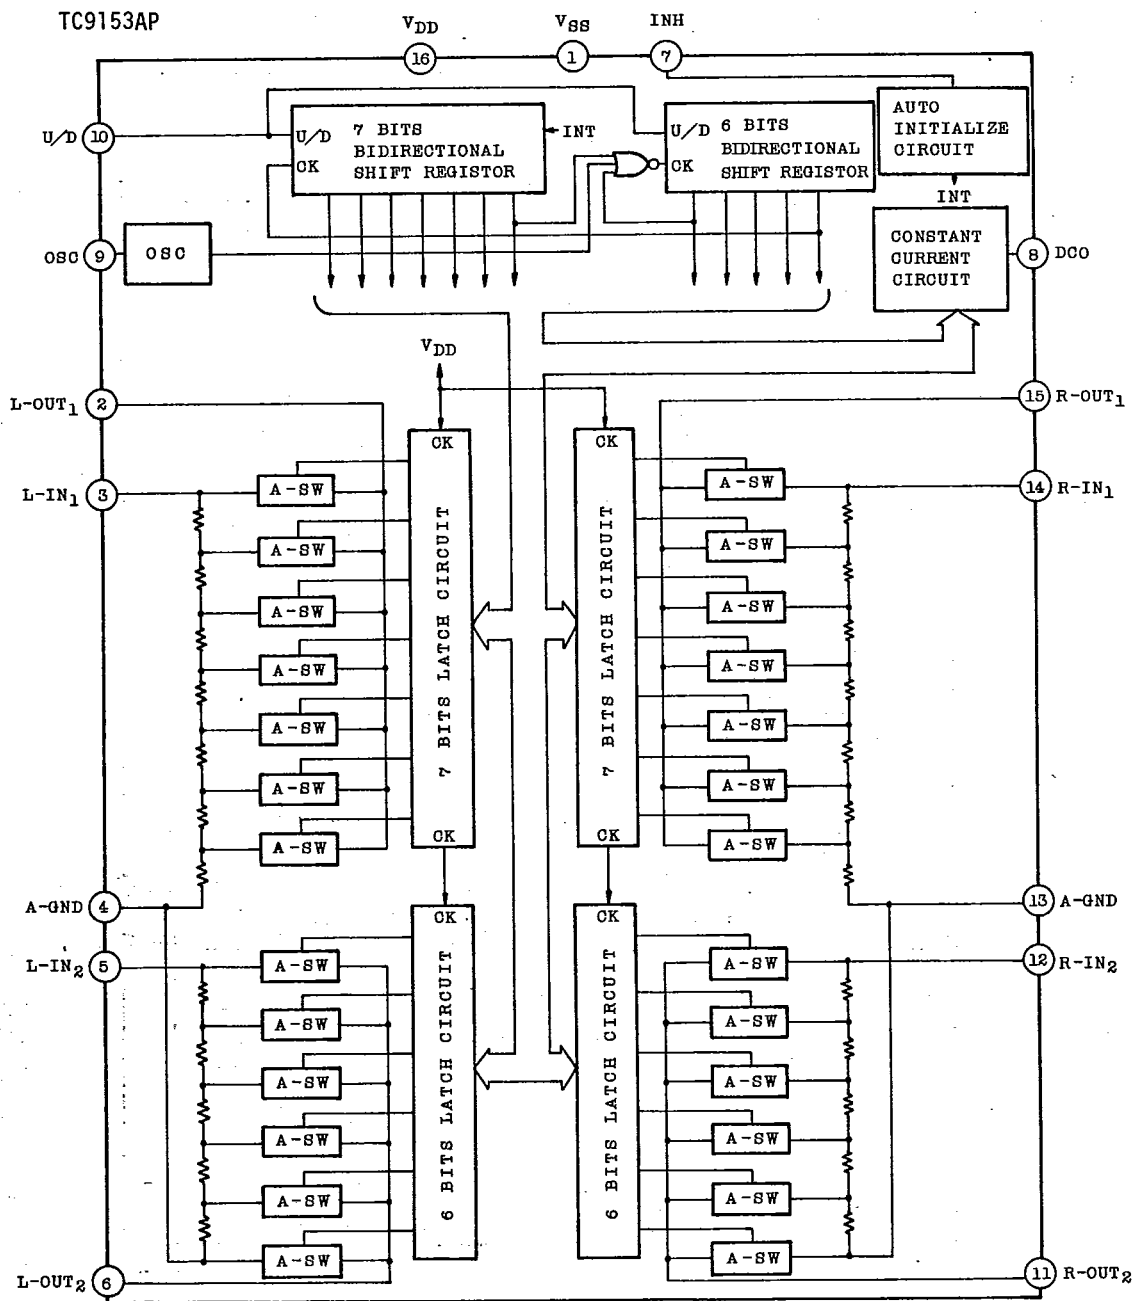 TC9153AP
VDD
VSS
INH
16
1
7
U/D
10
U/D
CK
7 BITS
BIDIRECTIONAL
SHIFT REGISTOR
INT
U/D
CK
6 BITS
BIDIRECTIONAL
SHIFT REGISTOR
AUTO
INITIALIZE
CIRCUIT
INT
OSC
9
OSC
CONSTANT
CURRENT
CIRCUIT
8
DCO
VDD
L-OUT1
2
15
R-OUT1
CK
CK
L-IN1
3
14
R-IN1
A-SW
A-SW
A-SW
A-SW
A-SW
A-SW
A-SW
7 BITS LATCH CIRCUIT
7 BITS LATCH CIRCUIT
A-SW
A-SW
A-SW
A-SW
A-SW
A-SW
A-SW
CK
CK
A-GND
4
13
A-GND
CK
CK
L-IN2
5
12
R-IN2
A-SW
A-SW
A-SW
A-SW
A-SW
A-SW
6 BITS LATCH CIRCUIT
6 BITS LATCH CIRCUIT
A-SW
A-SW
A-SW
A-SW
A-SW
A-SW
L-OUT2
6
11
R-OUT2